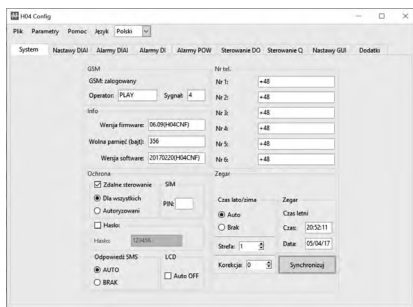 H04 Config
Plik Parametry Pomoc Język Polski
System Nastawy DIAI Alarmy DIAI Alarmy DI Alarmy POW Sterowanie DO Sterowanie Q Nastawy GUI Dodatki
GSM
GSM: zalogowany
Operator: PLAY Sygnał: 4
Info
Wersja firmware: 06.09(H04CNF)
Wolna pamięć (bajt): 356
Wersja software: 20170220(H04CNF)
Ochrona
Zdalne sterowanie
Dla wszystkich
Autoryzowani
SIM
PIN:
Hasło:
Hasło: 123456
Odpowiedź SMS
AUTO
BRAK
LCD
Auto OFF
Nr tel.
Nr 1: +48
Nr 2: +48
Nr 3: +48
Nr 4: +48
Nr 5: +48
Nr 6: +48
Zegar
Czas lato/zima
Auto
Brak
Strefa: 1
Korekcja: 0
Zegar
Czas letni
Czas: 20:52:11
Data: 05/04/17
Synchronizuj